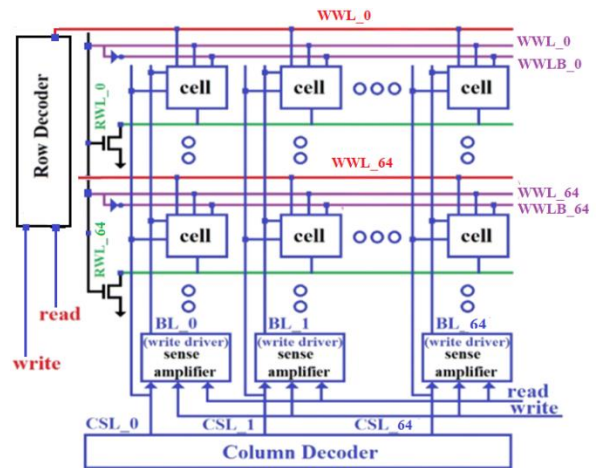 WWL_0
WWL_0
WWLB_0
Row Decoder
RWL_0
cell
cell
cell
WWL_64
WWL_64
WWLB_64
RWL_64
cell
cell
cell
read
write
BL_0
BL_1
BL_64
(write driver)
sense
amplifier
(write driver)
sense
amplifier
(write driver)
sense
amplifier
read
write
CSL_0
CSL_1
CSL_64
Column Decoder